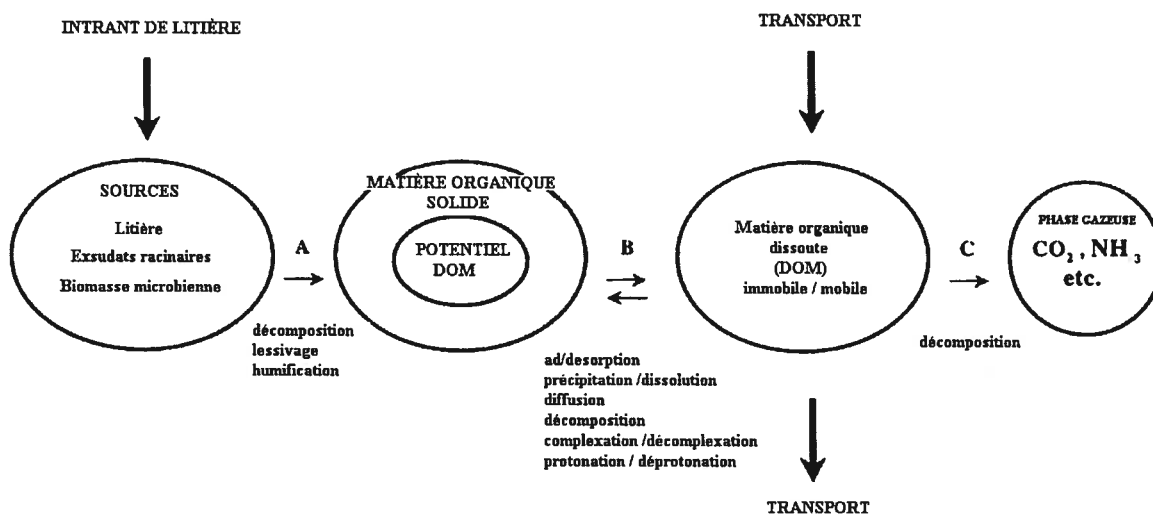 INTRANT DE LITIÈRE
TRANSPORT
SOURCES
Litière
Exsudats racinaires
Biomasse microbienne
A
décomposition
lessivage
humification
MATIÈRE ORGANIQUE
SOLIDE
POTENTIEL
DOM
B
ad/desorption
précipitation /dissolution
diffusion
décomposition
complexation /décomplexation
protonation / déprotonation
Matière organique
dissoute
(DOM)
immobile / mobile
C
décomposition
PHASE GAZEUSE
CO₂ , NH ₃
etc.
TRANSPORT